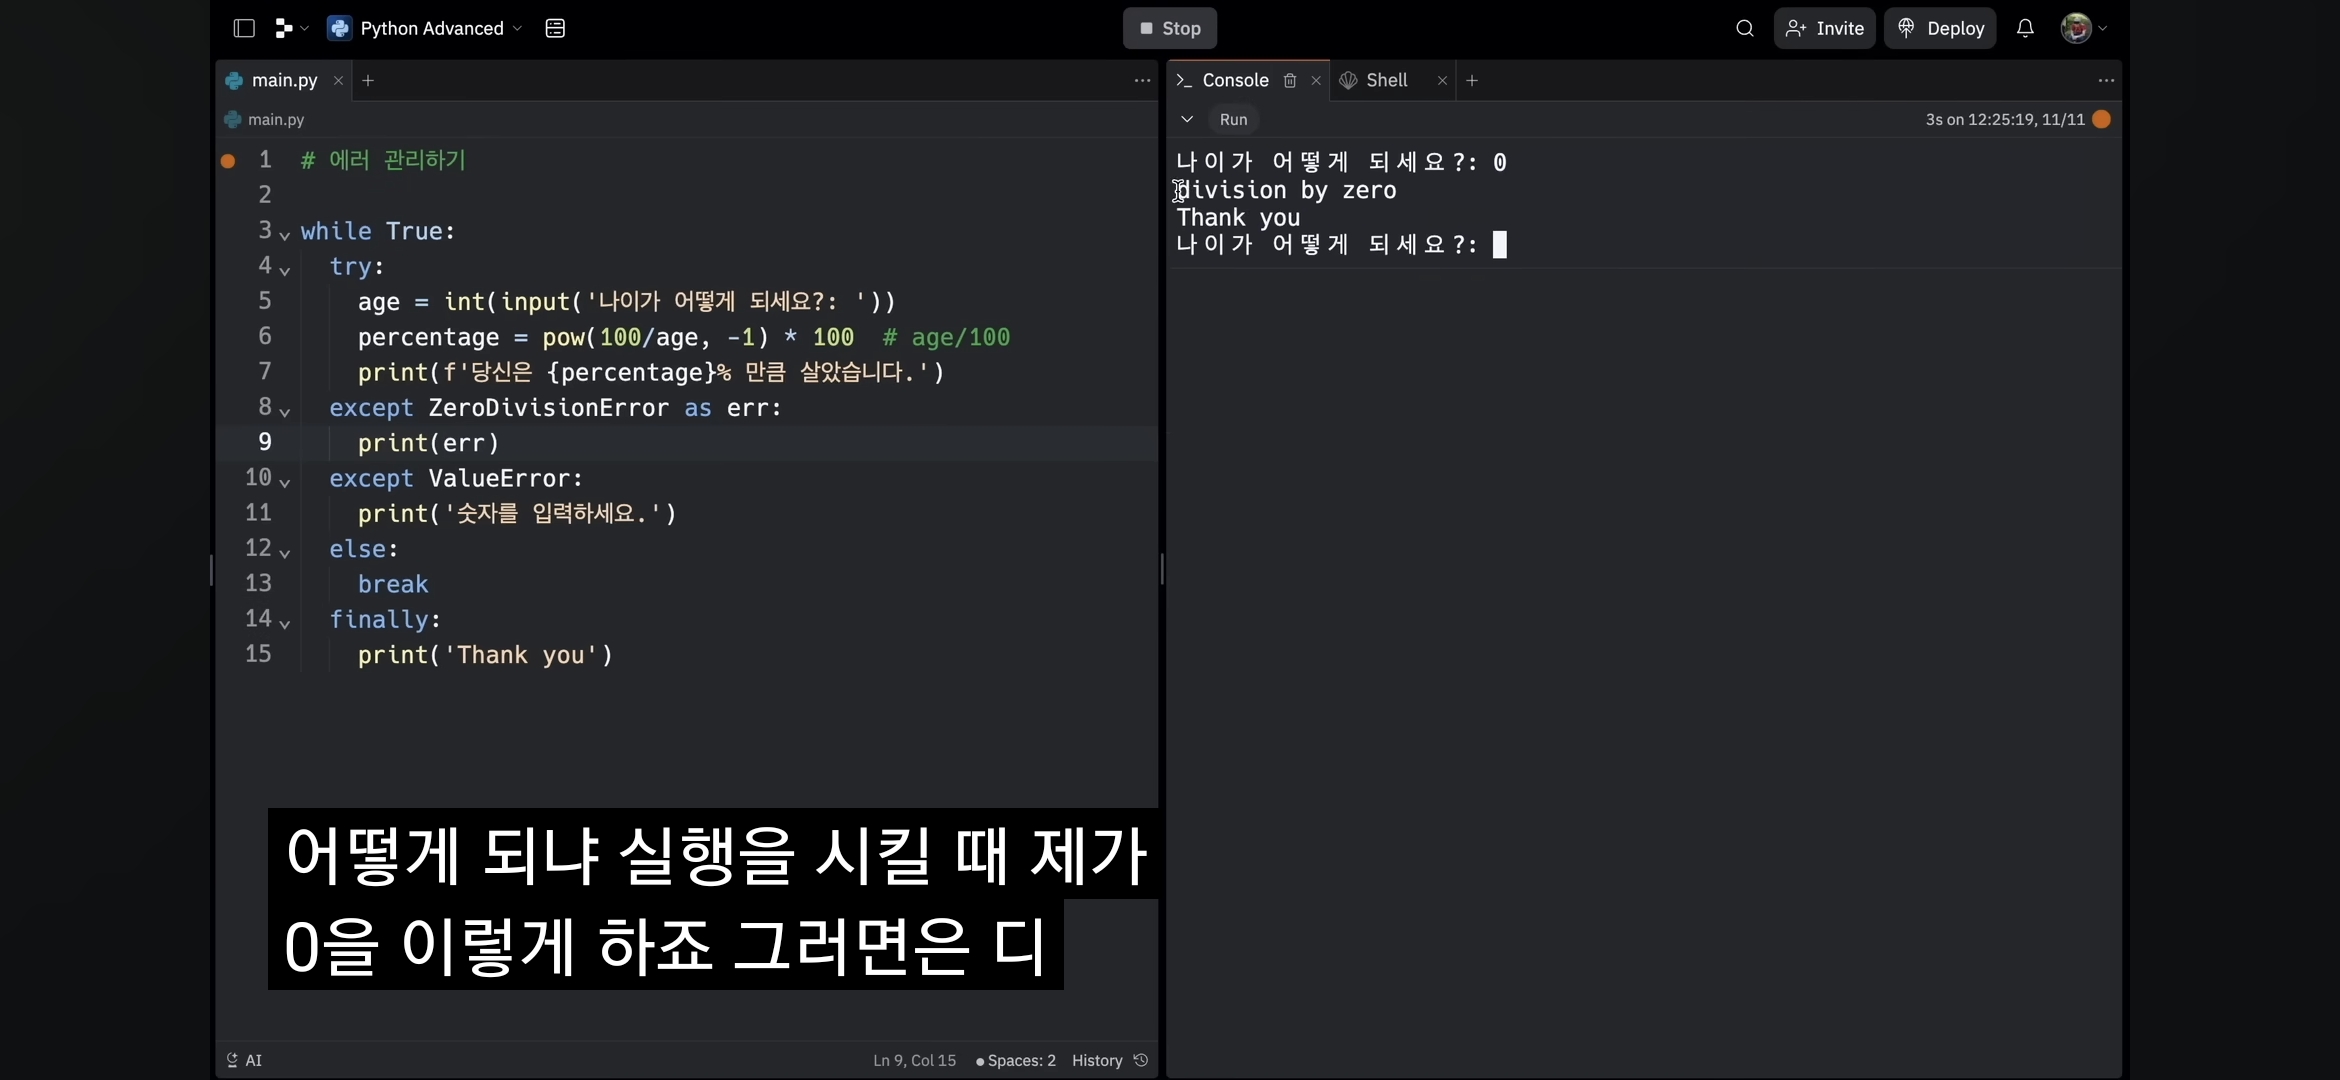 Python Advanced
Stop
Invite
Deploy
main.py
Console
Shell
main.py
Run
3s on 12:25:19, 11/11
1 # 에러 관리하기
2
3 while True:
4 try:
5 age = int(input('나이가 어떻게 되세요?: '))
6 percentage = pow(100/age, -1) * 100 # age/100
7 print(f'당신은 {percentage}% 만큼 살았습니다.')
8 except ZeroDivisionError as err:
9 print(err)
10 except ValueError:
11 print('숫자를 입력하세요.')
12 else:
13 break
14 finally:
15 print('Thank you')
나이가 어떻게 되세요?: 0
division by zero
Thank you
나이가 어떻게 되세요?:
어떻게 되냐 실행을 시킬 때 제가
0을 이렇게 하죠 그러면은 디
AI
Ln 9, Col 15
Spaces: 2
History